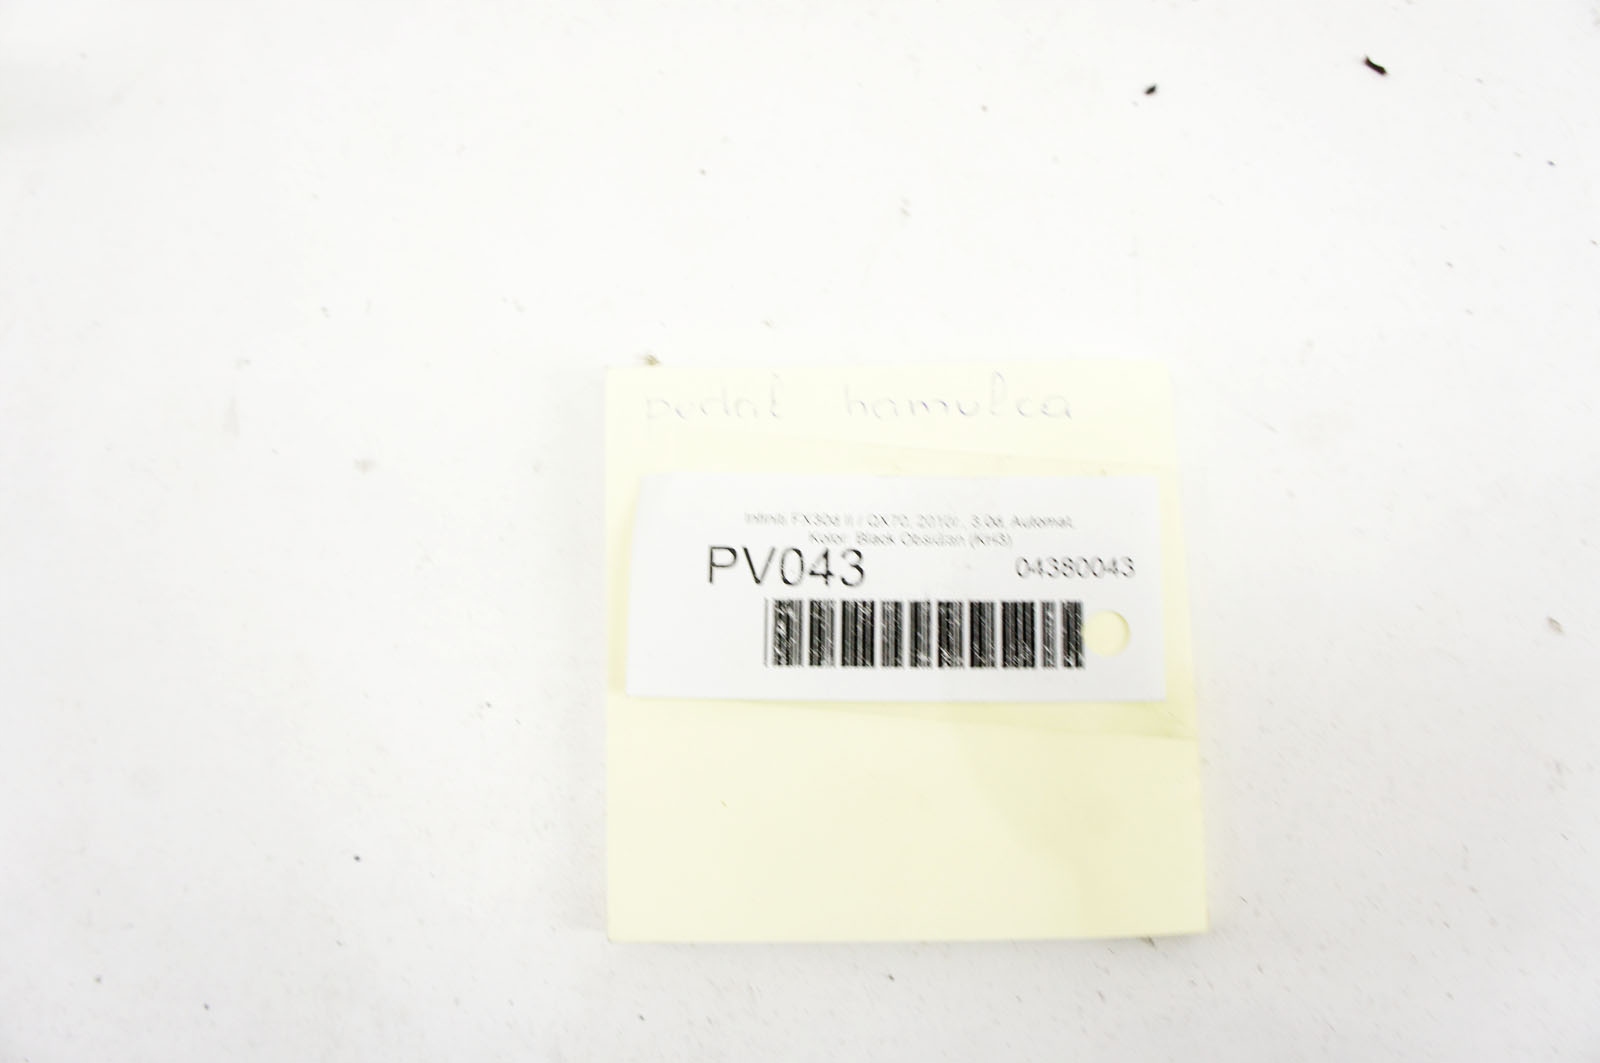 pedał hamulca
Infiniti FX30d II / QX70, 2010r., 3.0d, Automat,
Kolor: Black Obsidian (KH3)
PV043 04380043